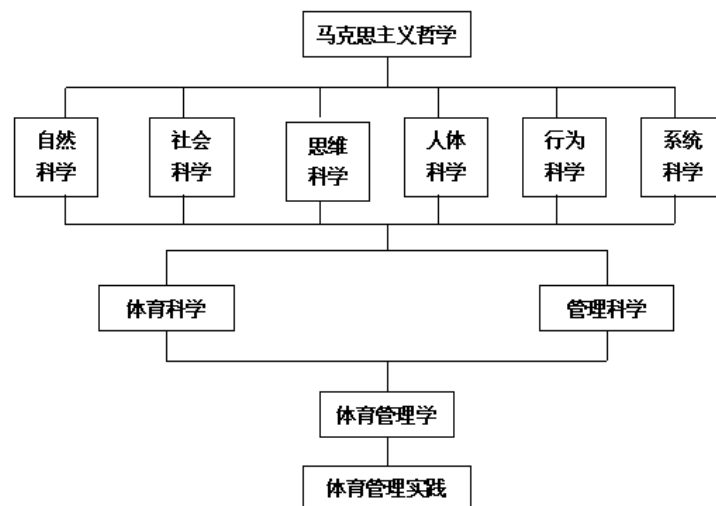 马克思主义哲学
自然
科学
社会
科学
思维
科学
人体
科学
行为
科学
系统
科学
体育科学
管理科学
体育管理学
体育管理实践